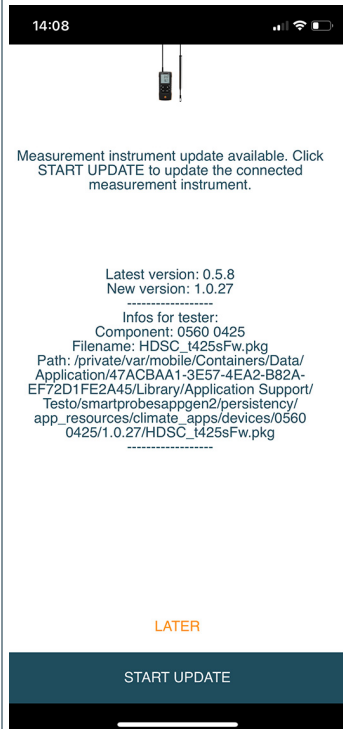 14:08
Measurement instrument update available. Click
START UPDATE to update the connected
measurement instrument.
Latest version: 0.5.8
New version: 1.0.27
------------------
Infos for tester:
Component: 0560 0425
Filename: HDSC_t425sFw.pkg
Path: /private/var/mobile/Containers/Data/
Application/47ACBAA1-3E57-4EA2-B82A-
EF72D1FE2A45/Library/Application Support/
Testo/smartprobesappgen2/persistency/
app_resources/climate_apps/devices/0560
0425/1.0.27/HDSC_t425sFw.pkg
------------------
LATER
START UPDATE